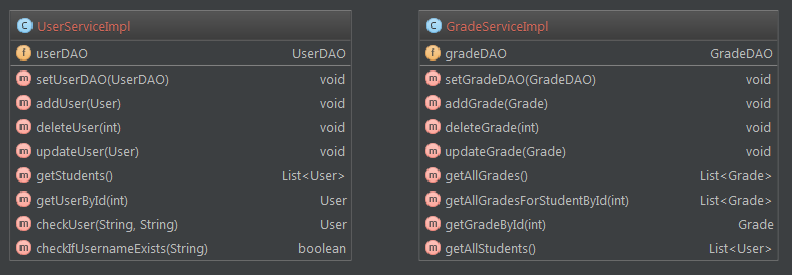 C UserServiceImpl
f userDAO UserDAO
m setUserDAO(UserDAO) void
m addUser(User) void
m deleteUser(int) void
m updateUser(User) void
m getStudents() List<User>
m getUserById(int) User
m checkUser(String, String) User
m checkIfUsernameExists(String) boolean
C GradeServiceImpl
f gradeDAO GradeDAO
m setGradeDAO(GradeDAO) void
m addGrade(Grade) void
m deleteGrade(int) void
m updateGrade(Grade) void
m getAllGrades() List<Grade>
m getAllGradesForStudentById(int) List<Grade>
m getGradeById(int) Grade
m getAllStudents() List<User>